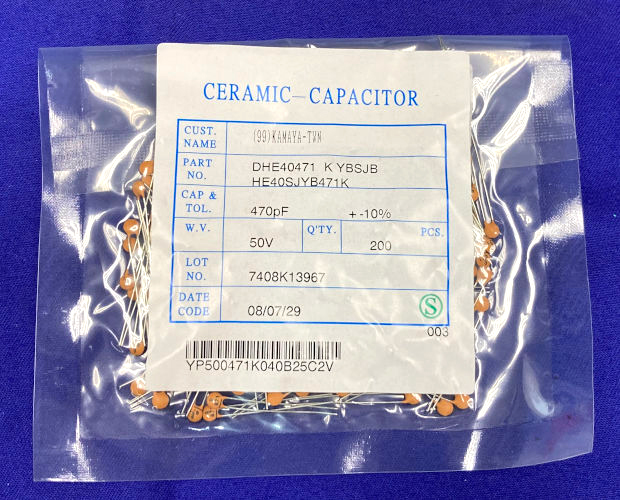 CERAMIC-CAPACITOR
CUST. NAME (99)KAMAYA-TWN
PART NO. DHE40471 K YBSJB
HE40SJYB471K
CAP & TOL. 470pF +-10%
W.V. 50V Q'TY. 200 PCS.
LOT NO. 7408K13967
DATE CODE 08/07/29 S
003
YP500471K040B25C2V